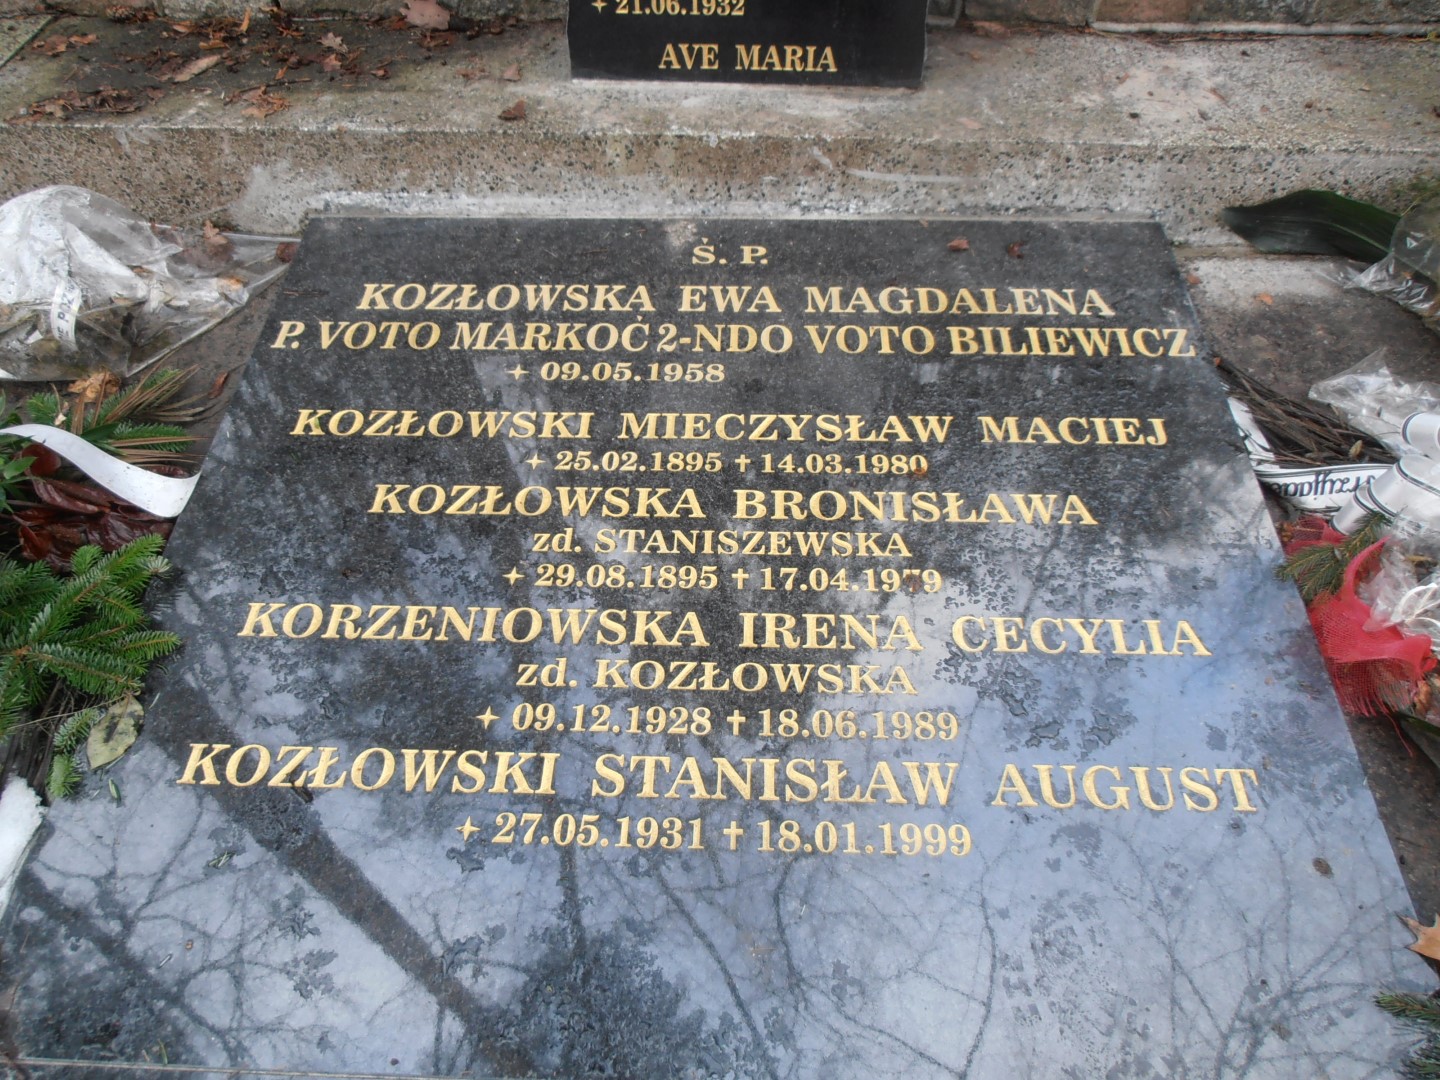 ✦ 21.06.1932
AVE MARIA
Ś. P.
KOZŁOWSKA EWA MAGDALENA
P. VOTO MARKOĆ 2-NDO VOTO BILIEWICZ
✦ 09.05.1958
KOZŁOWSKI MIECZYSŁAW MACIEJ
✦ 25.02.1895 ✝ 14.03.1980
KOZŁOWSKA BRONISŁAWA
zd. STANISZEWSKA
✦ 29.08.1895 ✝ 17.04.1979
KORZENIOWSKA IRENA CECYLIA
zd. KOZŁOWSKA
✦ 09.12.1928 ✝ 18.06.1989
KOZŁOWSKI STANISŁAW AUGUST
✦ 27.05.1931 ✝ 18.01.1999